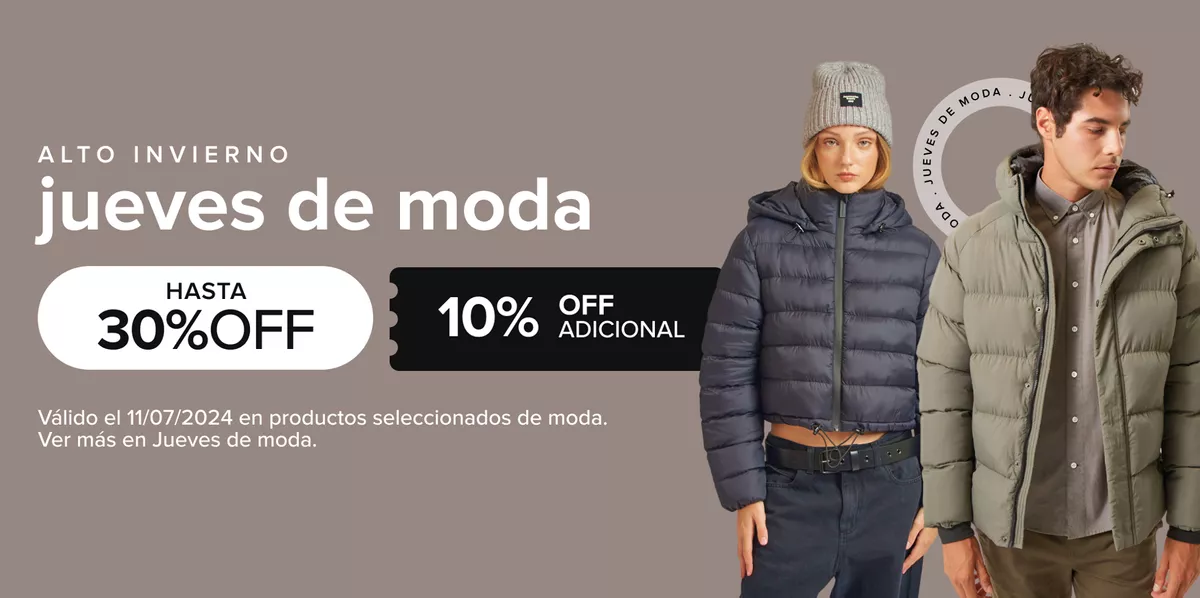 ALTO INVIERNO
jueves de moda
HASTA
30%OFF
10% OFF
ADICIONAL
Válido el 11/07/2024 en productos seleccionados de moda.
Ver más en Jueves de moda.
ODA · JUEVES DE MODA · JU